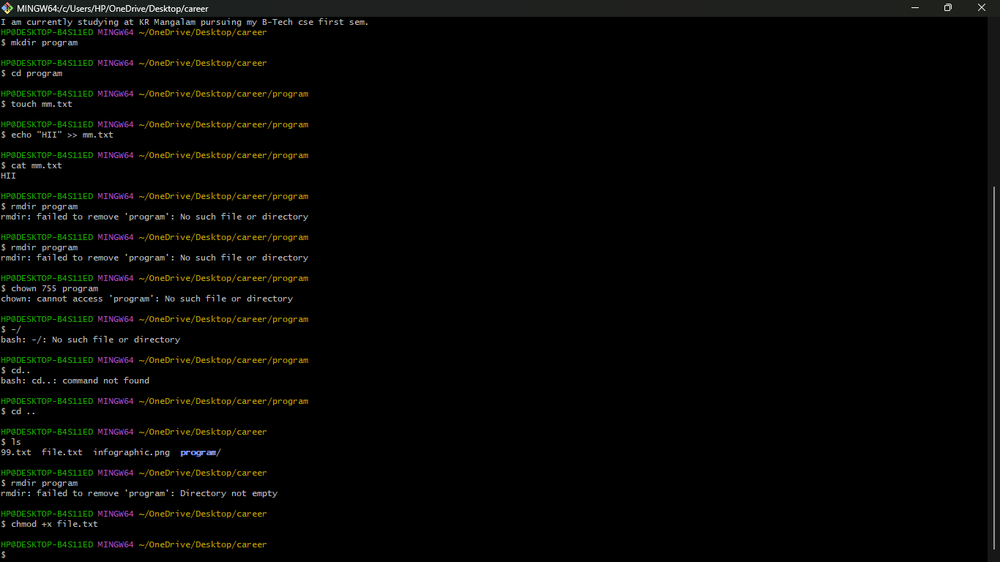 MINGW64:/c/Users/HP/OneDrive/Desktop/career
I am currently studying at KR Mangalam pursuing my B-Tech cse first sem.
HP@DESKTOP-B4S11ED MINGW64 ~/OneDrive/Desktop/career
$ mkdir program
HP@DESKTOP-B4S11ED MINGW64 ~/OneDrive/Desktop/career
$ cd program
HP@DESKTOP-B4S11ED MINGW64 ~/OneDrive/Desktop/career/program
$ touch mm.txt
HP@DESKTOP-B4S11ED MINGW64 ~/OneDrive/Desktop/career/program
$ echo "HII" >> mm.txt
HP@DESKTOP-B4S11ED MINGW64 ~/OneDrive/Desktop/career/program
$ cat mm.txt
HII
HP@DESKTOP-B4S11ED MINGW64 ~/OneDrive/Desktop/career/program
$ rmdir program
rmdir: failed to remove 'program': No such file or directory
HP@DESKTOP-B4S11ED MINGW64 ~/OneDrive/Desktop/career/program
$ rmdir program
rmdir: failed to remove 'program': No such file or directory
HP@DESKTOP-B4S11ED MINGW64 ~/OneDrive/Desktop/career/program
$ chown 755 program
chown: cannot access 'program': No such file or directory
HP@DESKTOP-B4S11ED MINGW64 ~/OneDrive/Desktop/career/program
$ -/
bash: -/: No such file or directory
HP@DESKTOP-B4S11ED MINGW64 ~/OneDrive/Desktop/career/program
$ cd..
bash: cd..: command not found
HP@DESKTOP-B4S11ED MINGW64 ~/OneDrive/Desktop/career/program
$ cd ..
HP@DESKTOP-B4S11ED MINGW64 ~/OneDrive/Desktop/career
$ ls
99.txt  file.txt  infographic.png  program/
HP@DESKTOP-B4S11ED MINGW64 ~/OneDrive/Desktop/career
$ rmdir program
rmdir: failed to remove 'program': Directory not empty
HP@DESKTOP-B4S11ED MINGW64 ~/OneDrive/Desktop/career
$ chmod +x file.txt
HP@DESKTOP-B4S11ED MINGW64 ~/OneDrive/Desktop/career
$